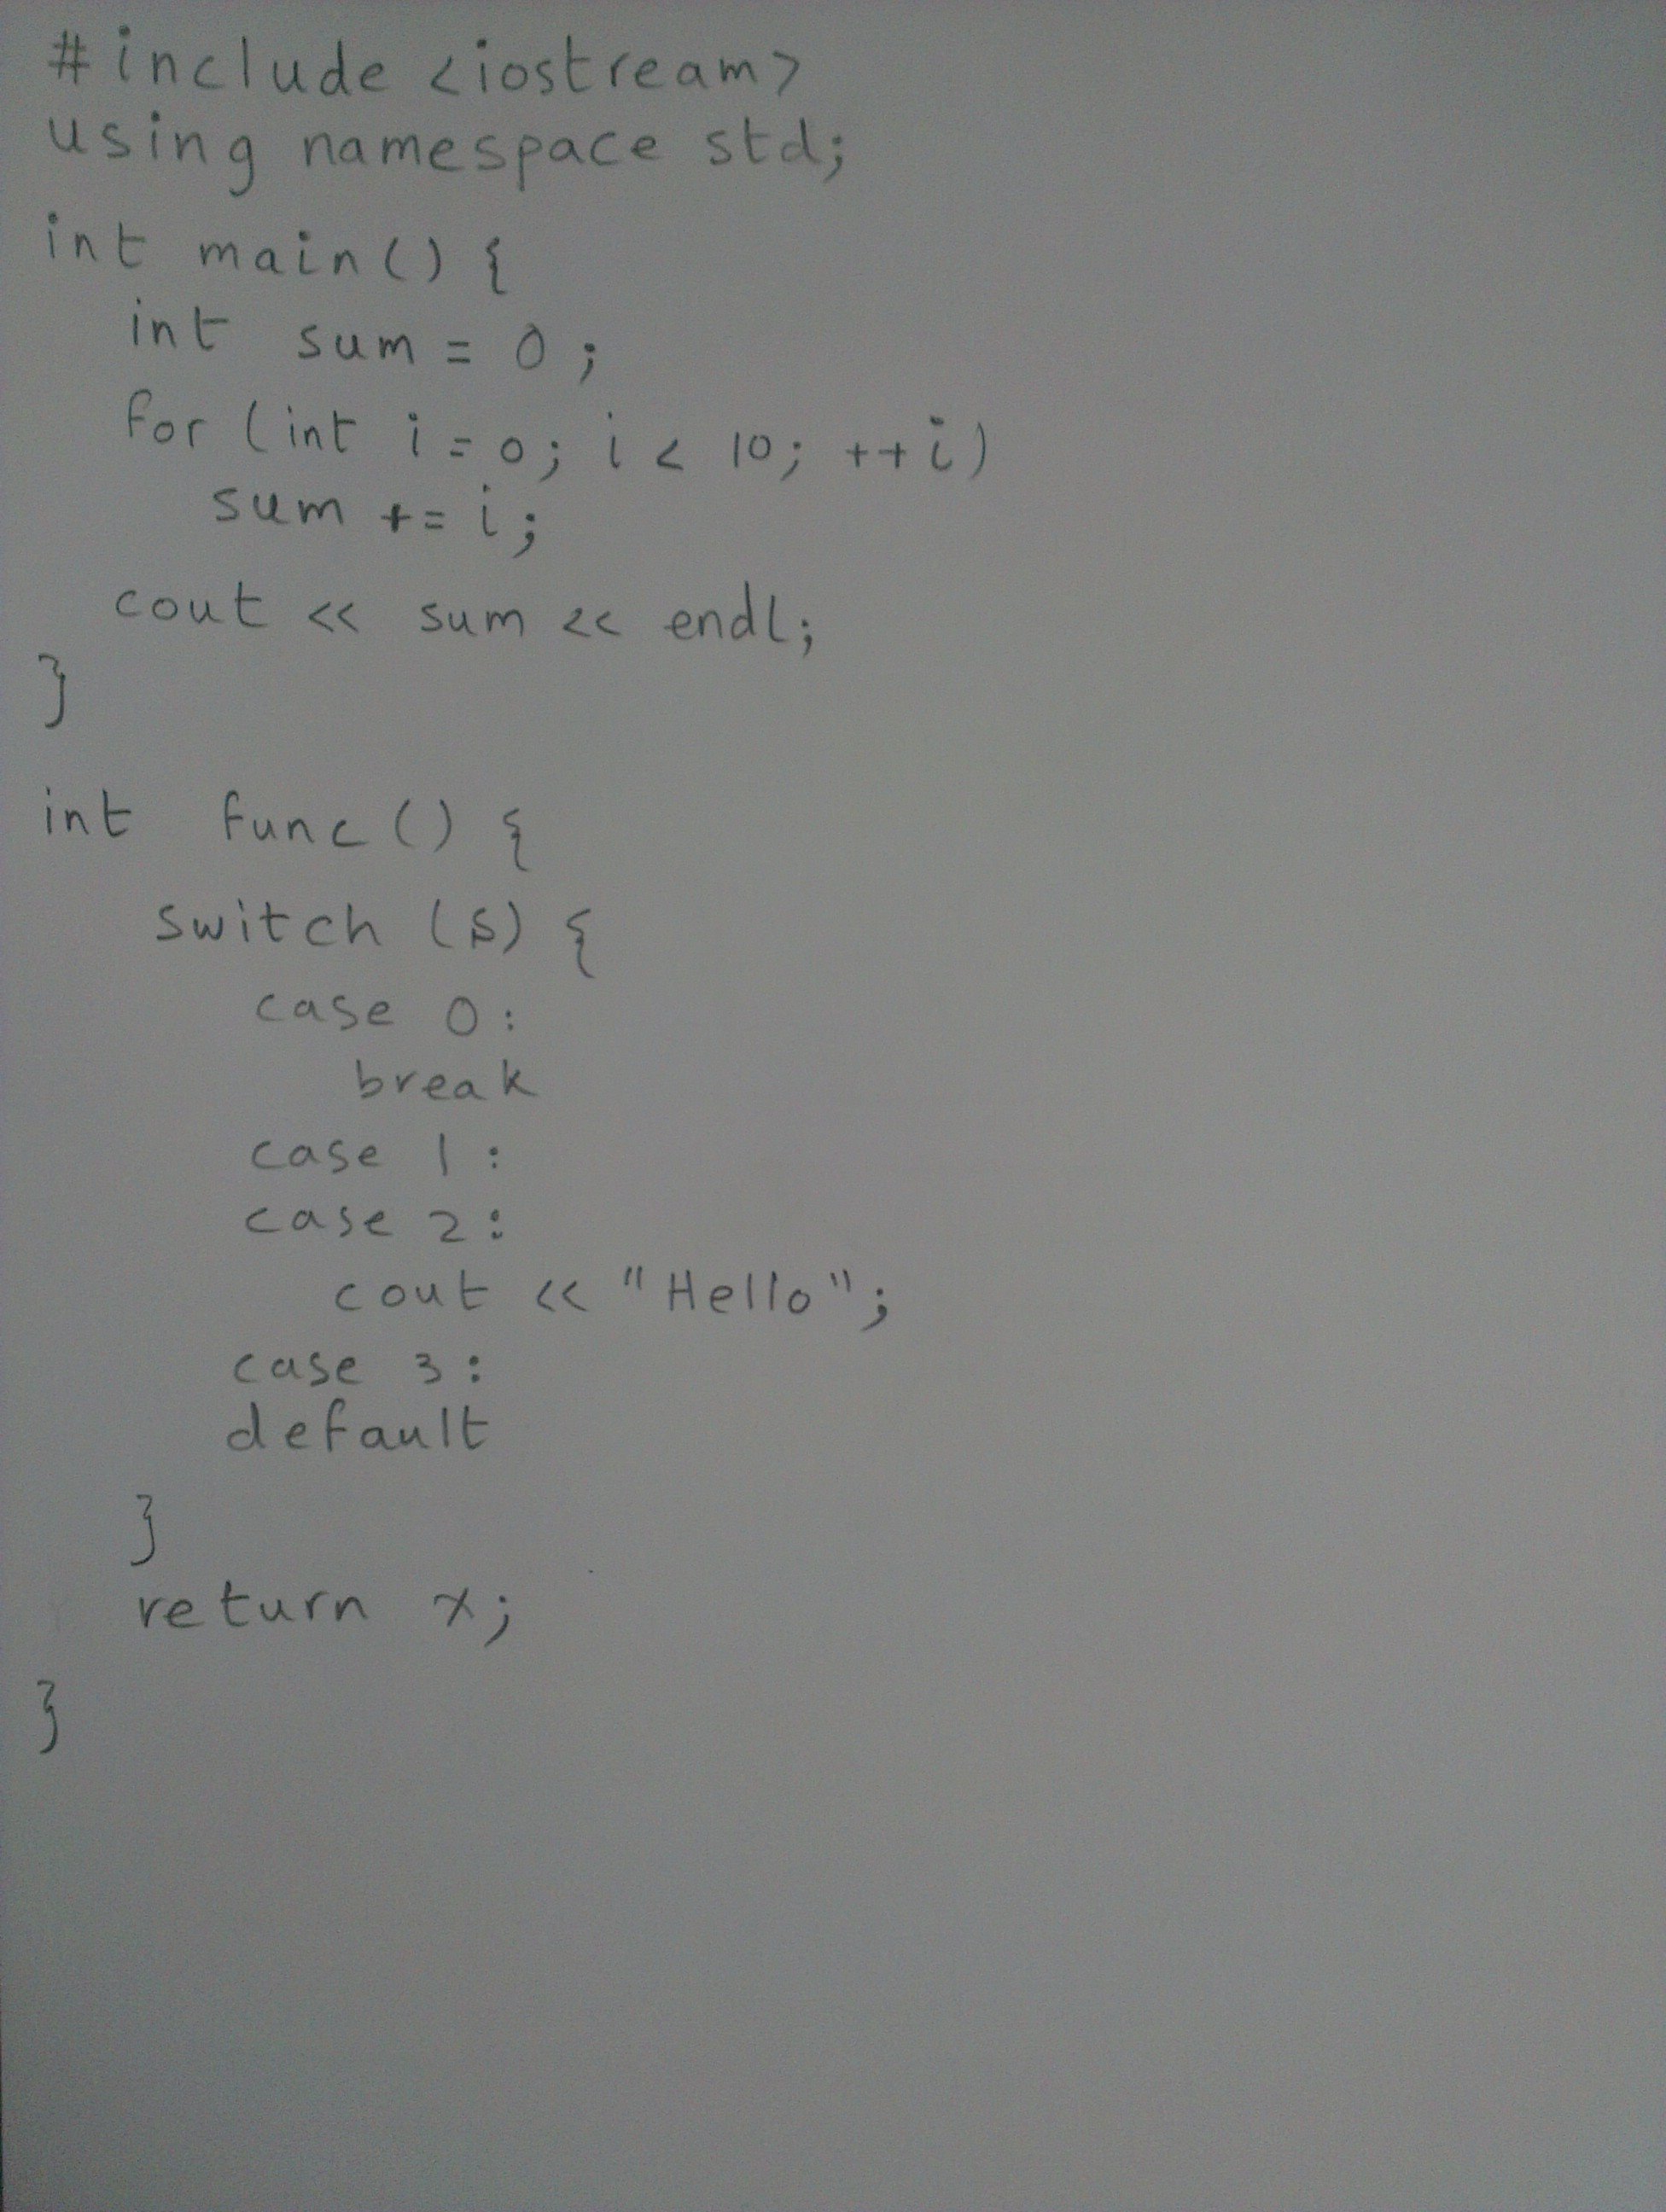 #include <iostream>
using namespace std;
int main() {
int sum = 0;
for (int i = 0; i < 10; ++i)
sum += i;
cout << sum << endl;
}
int func() {
switch (s) {
case 0:
break
case 1:
case 2:
cout << "Hello";
case 3:
default
}
return x;
}